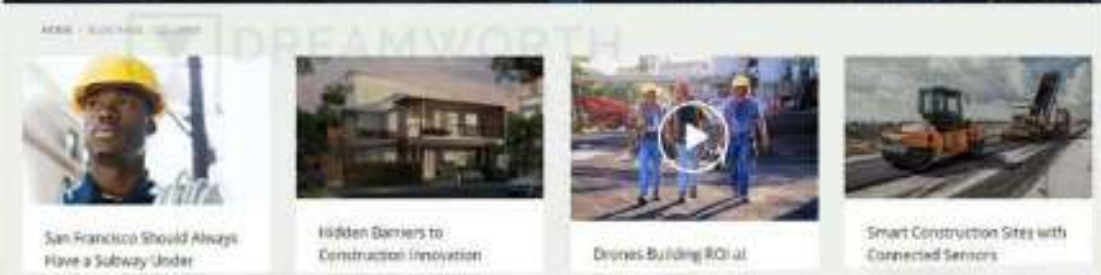 HOME /
DREAMWORTH
San Francisco Should Always
Have a Subway Under
Hidden Barriers to
Construction Innovation
Drones Building ROI at
Smart Construction Sites with
Connected Sensors